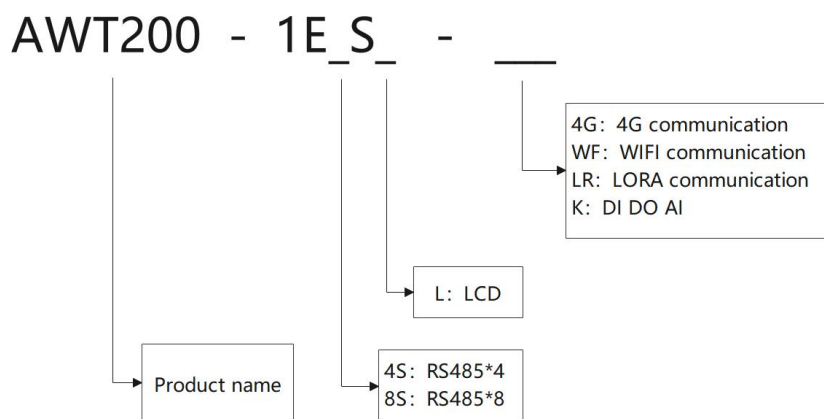 AWT200 - 1E_S_ - __
4G: 4G communication
WF: WIFI communication
LR: LORA communication
K: DI DO AI
L: LCD
Product name
4S: RS485*4
8S: RS485*8